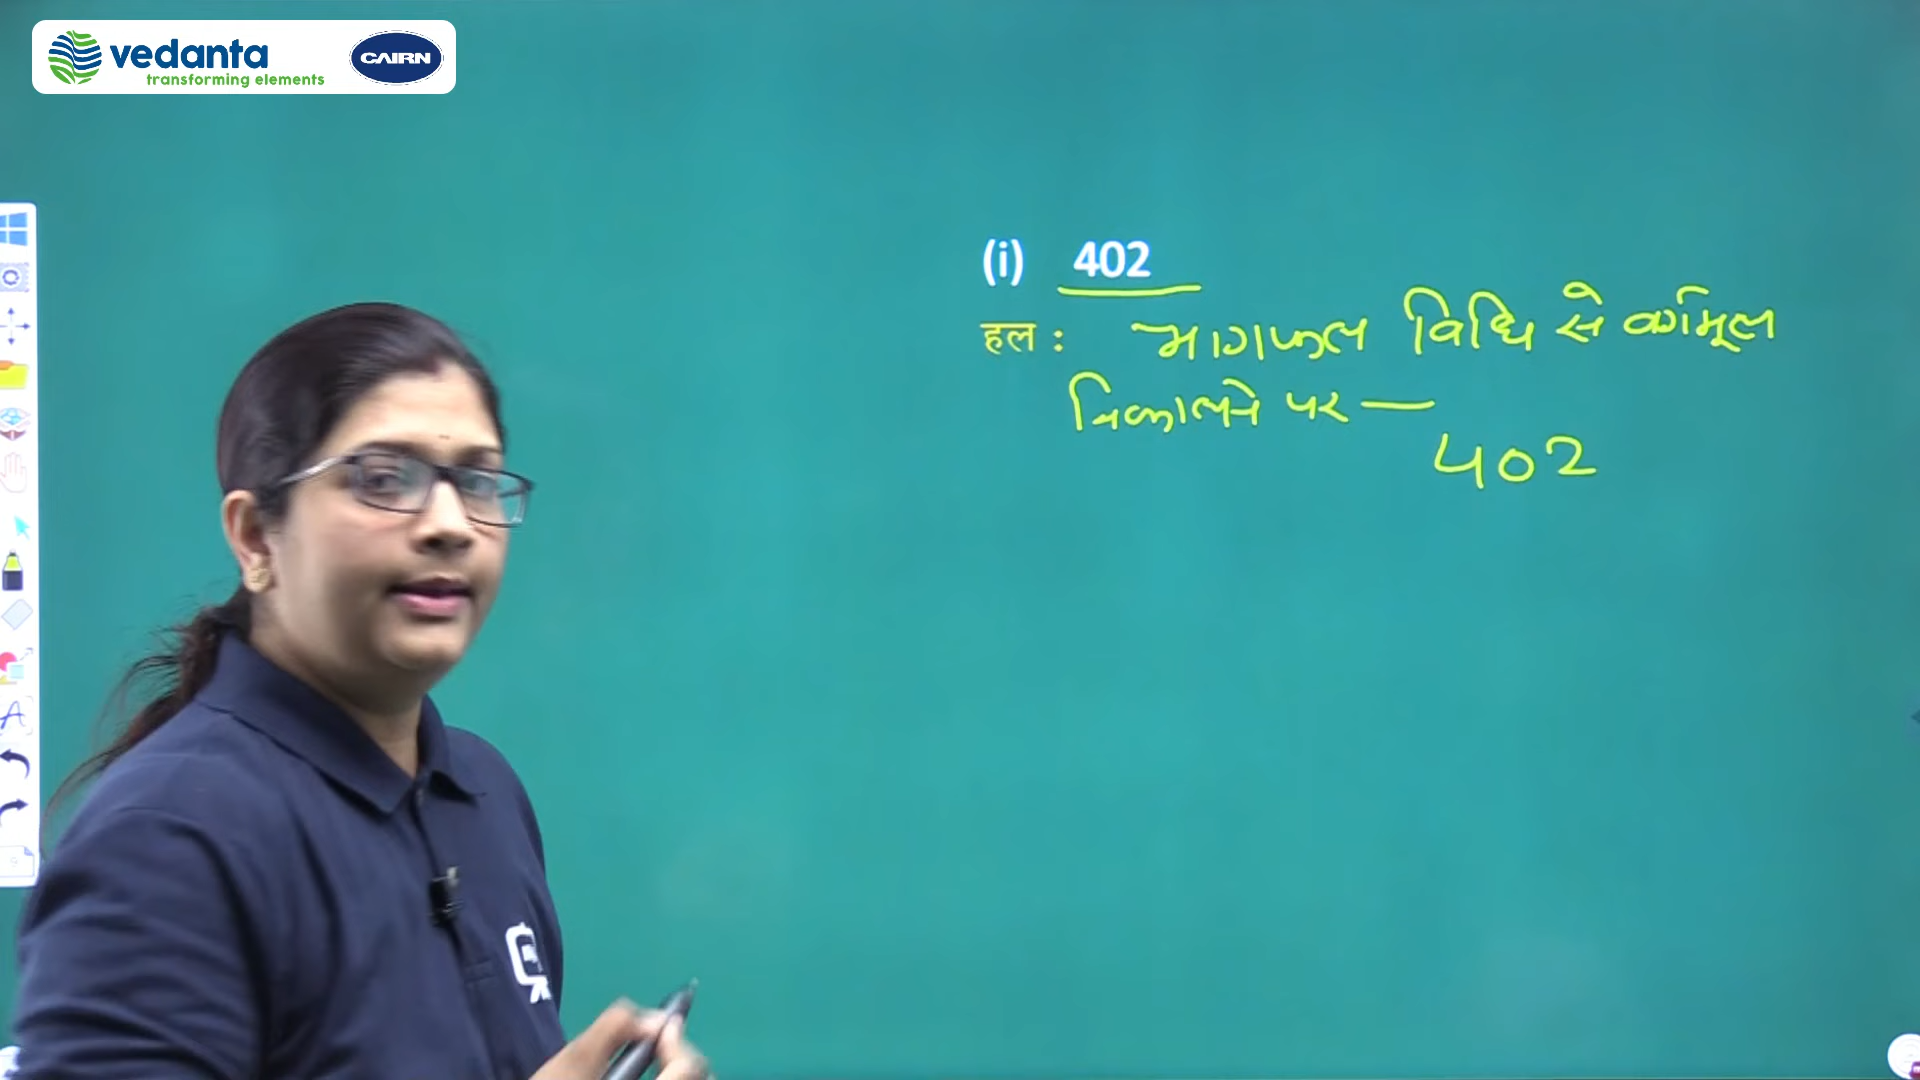 vedanta
transforming elements
CAIRN
(i) 402
हल : भागफल विधि से वर्गमूल
निकालने पर —
402